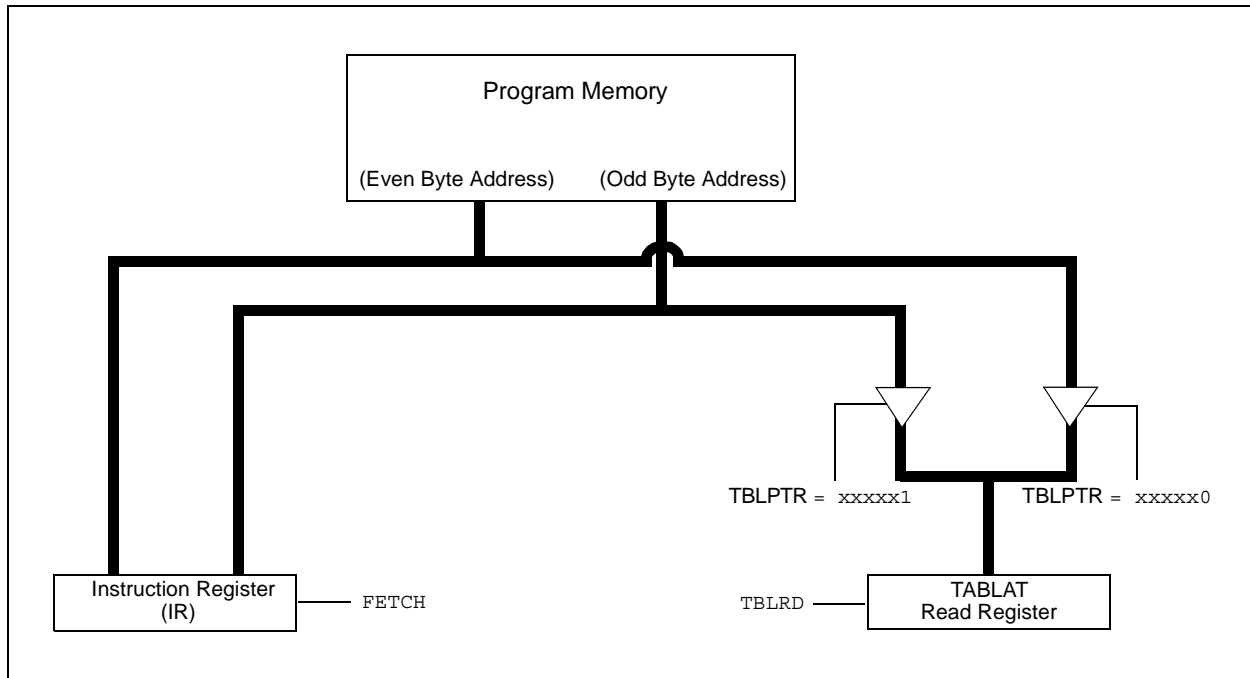 Program Memory
(Even Byte Address) (Odd Byte Address)
TBLPTR = xxxxx1
TBLPTR = xxxxx0
Instruction Register
(IR)
FETCH
TBLRD
TABLAT
Read Register